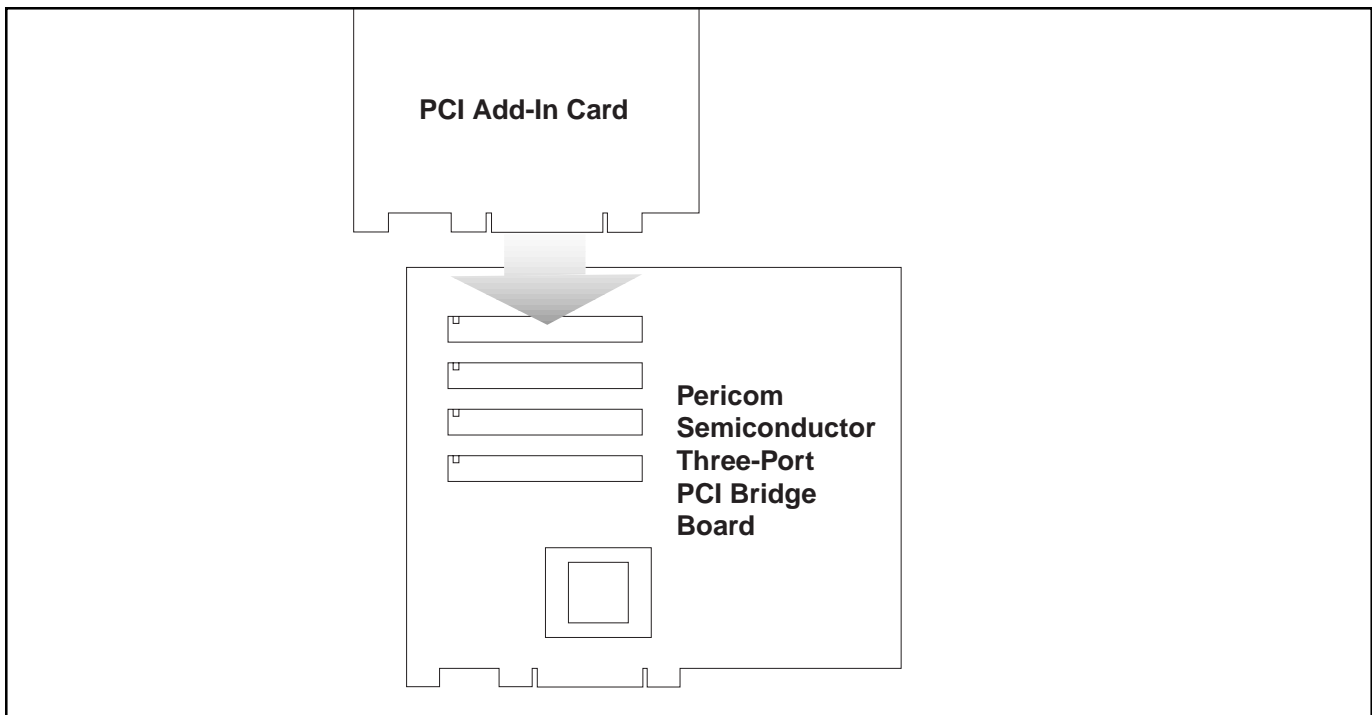 PCI Add-In Card
Pericom
Semiconductor
Three-Port
PCI Bridge
Board